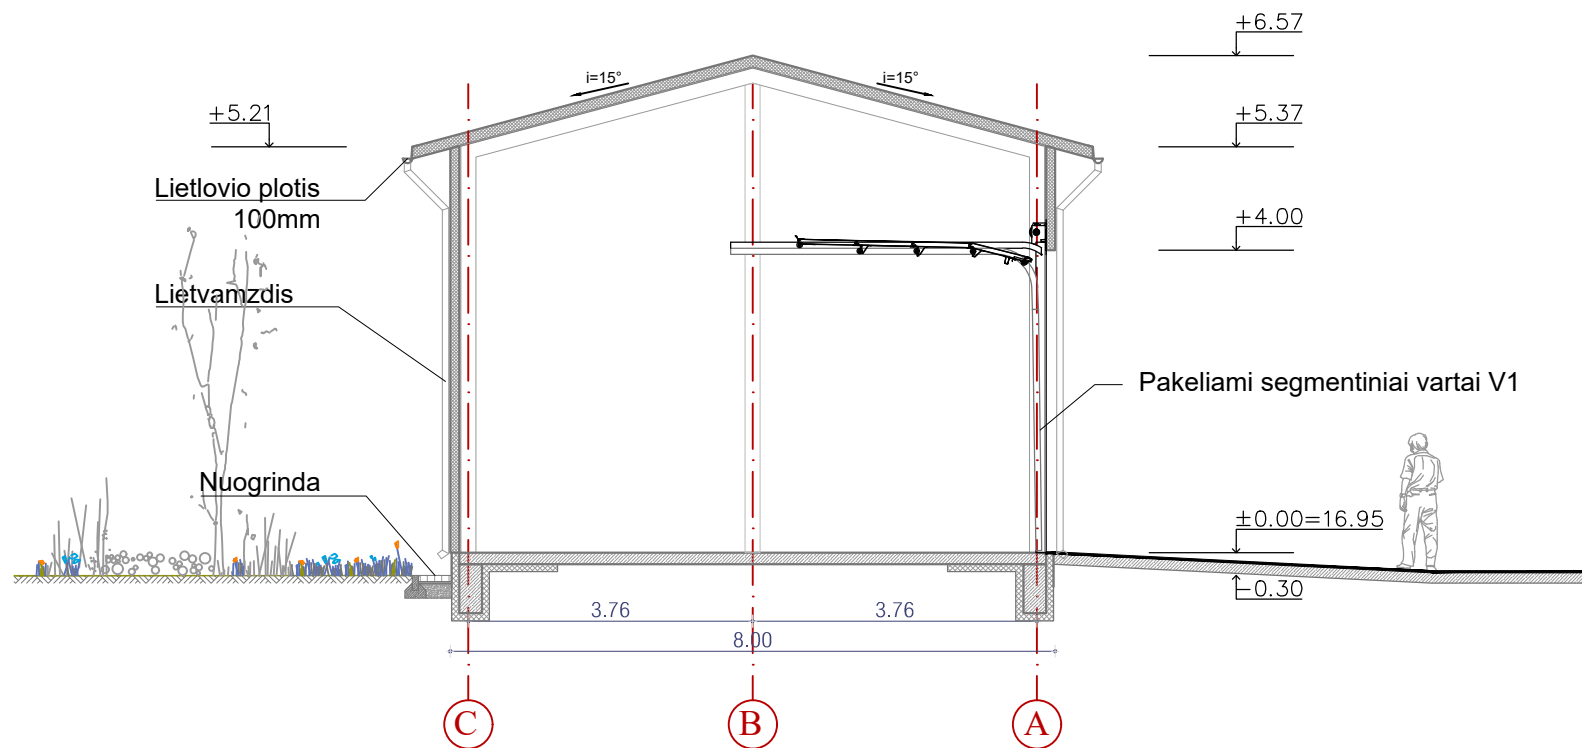 +6.57
i=15°
i=15°
+5.21
+5.37
Lietlovio plotis
100mm
+4.00
Lietvamzdis
Pakeliami segmentiniai vartai V1
Nuogrinda
±0.00=16.95
-0.30
3.76
3.76
8.00
C
B
A